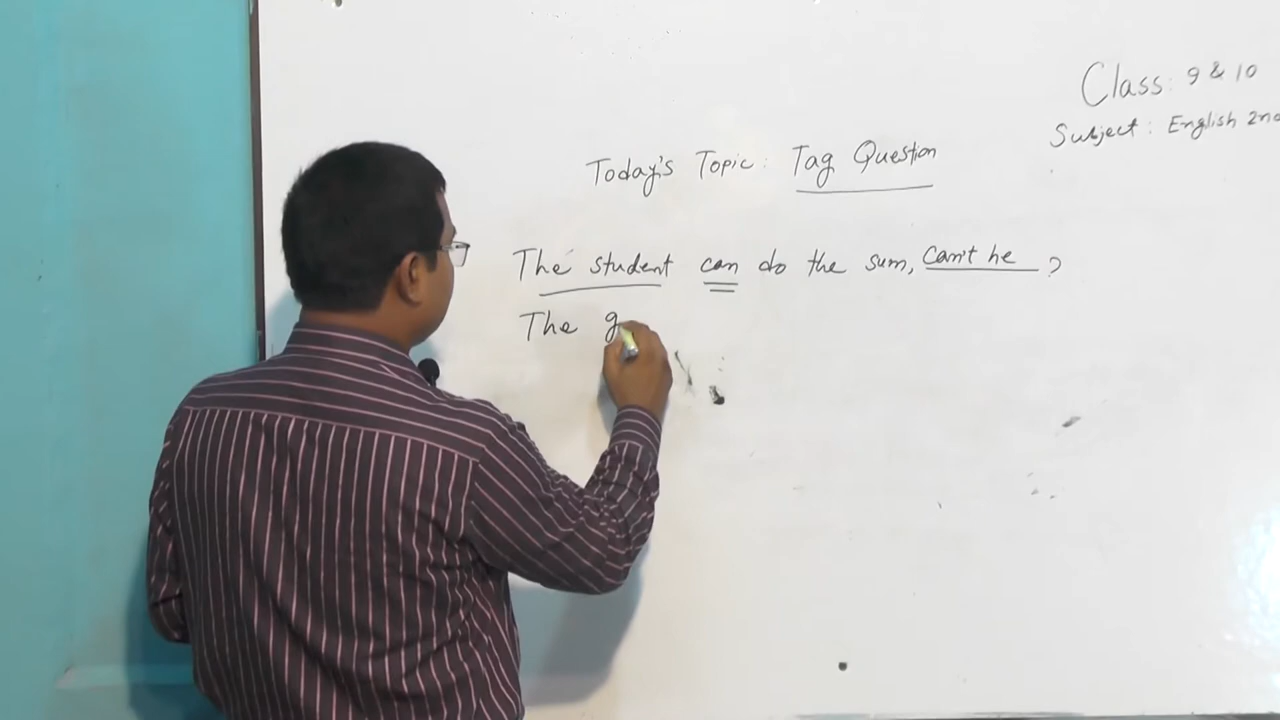 Class: 9 & 10
Subject: English 2nd
Today's Topic: Tag Question
The student can do the sum, can't he ?
The g